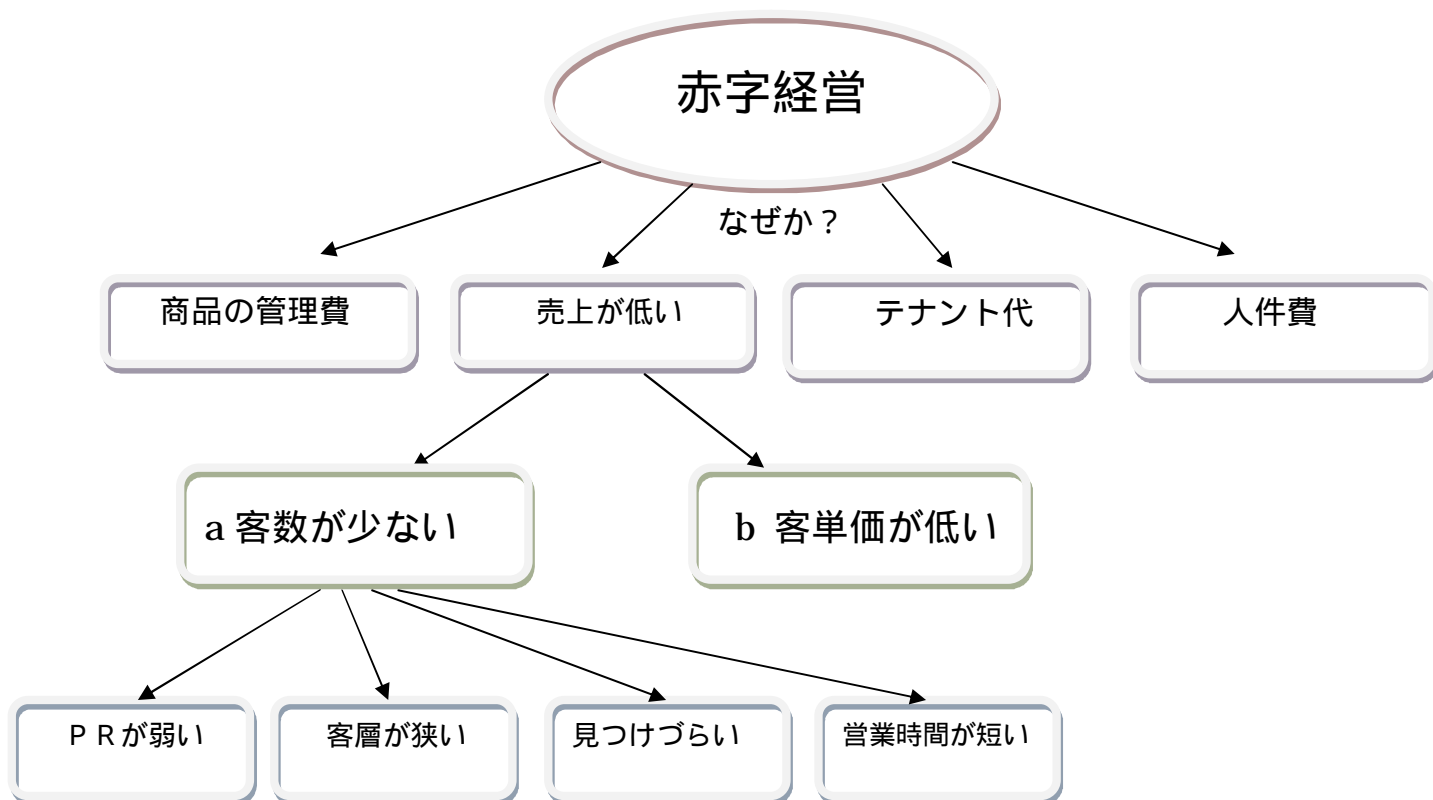 赤字経営
なぜか？
商品の管理費
売上が低い
テナント代
人件費
a 客数が少ない
b 客単価が低い
ＰＲが弱い
客層が狭い
見つけづらい
営業時間が短い